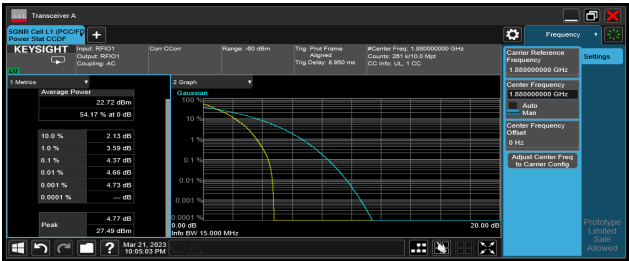 Transceiver A
5GNR Cell L1 (PCC/F
Power Stat CCDF
Frequency
KEYSIGHT
Input: RFIO1
Output: RFIO1
Coupling: AC
Corr CCorr
Range: -60 dBm
Trig: Prot Frame
Aligned
Trig Delay: 8.950 ms
#Center Freq: 1.880000000 GHz
Counts: 261 k/10.0 Mpt
CC Info: UL, 1 CC
1 Metrics
Average Power
22.72 dBm
54.17 % at 0 dB
10.0 % 2.13 dB
1.0 % 3.59 dB
0.1 % 4.37 dB
0.01 % 4.66 dB
0.001 % 4.73 dB
0.0001 % --- dB
Peak
4.77 dB
27.49 dBm
2 Graph
Gaussian
100 %
10 %
1 %
0.1 %
0.01 %
0.001 %
0.0001 %
0.00 dB
20.00 dB
Info BW 15.000 MHz
Carrier Reference
Frequency
1.880000000 GHz
Center Frequency
1.880000000 GHz
Auto
Man
Center Frequency
Offset
0 Hz
Adjust Center Freq
to Carrier Config
Settings
Prototype
Limited
Sale
Allowed
?
Mar 21, 2023
10:05:03 PM